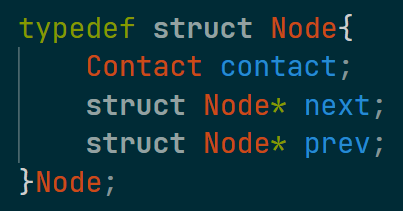 typedef struct Node{
    Contact contact;
    struct Node* next;
    struct Node* prev;
}Node;